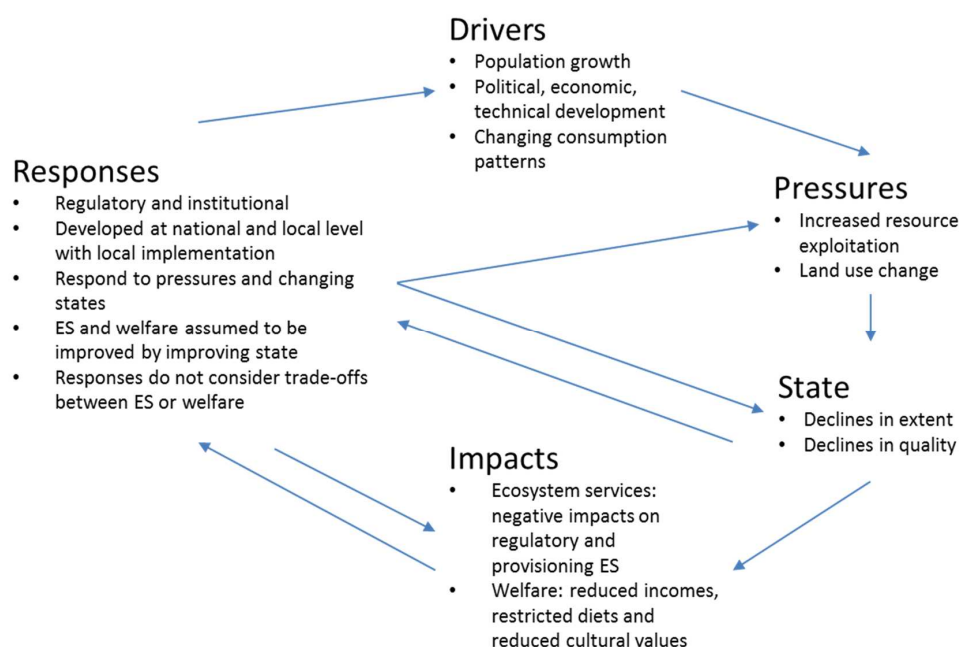 Drivers
• Population growth
• Political, economic,
technical development
• Changing consumption
patterns
Responses
• Regulatory and institutional
• Developed at national and local level
with local implementation
• Respond to pressures and changing
states
• ES and welfare assumed to be
improved by improving state
• Responses do not consider trade-offs
between ES or welfare
Pressures
• Increased resource
exploitation
• Land use change
State
• Declines in extent
• Declines in quality
Impacts
• Ecosystem services:
negative impacts on
regulatory and
provisioning ES
• Welfare: reduced incomes,
restricted diets and
reduced cultural values